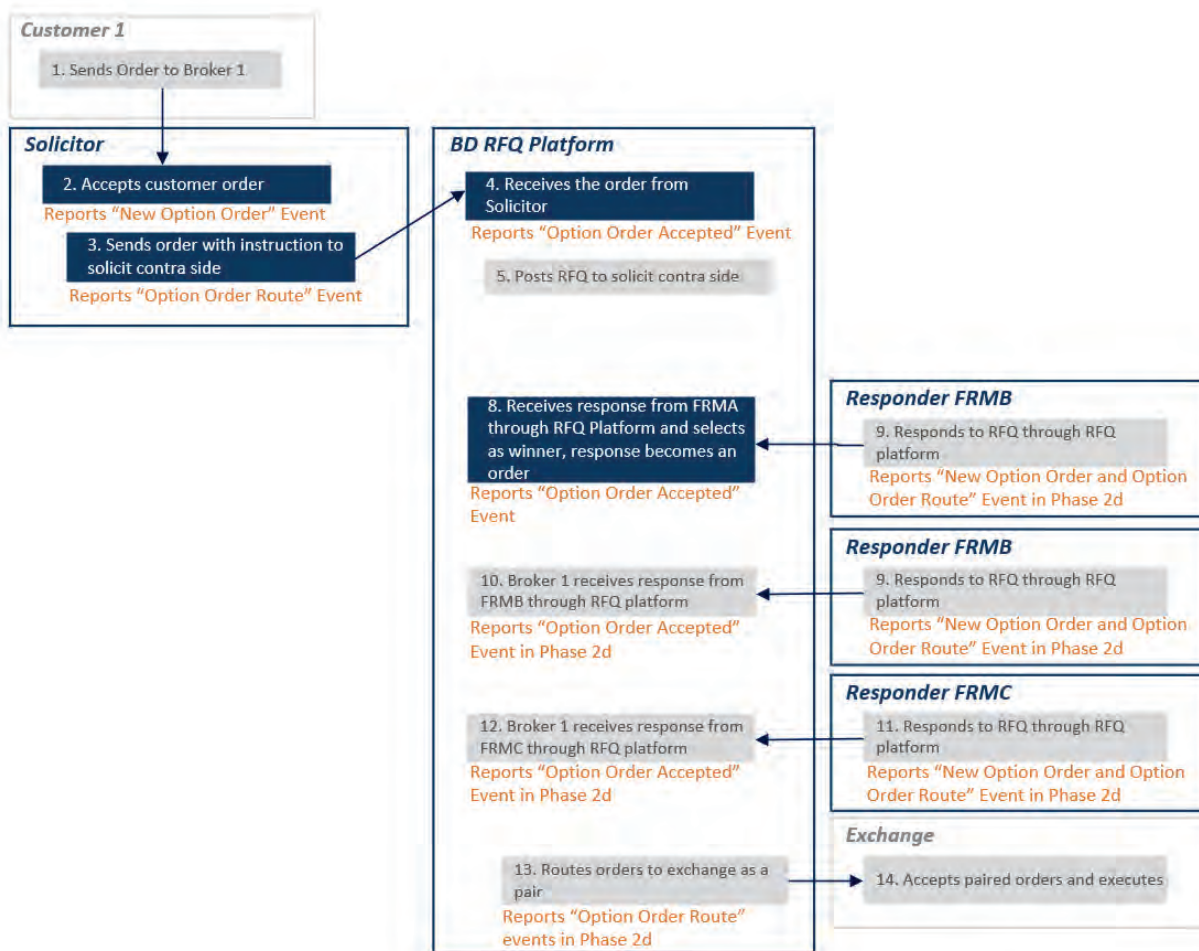 Customer 1
1. Sends Order to Broker 1
Solicitor
2. Accepts customer order
Reports “New Option Order” Event
3. Sends order with instruction to
solicit contra side
Reports “Option Order Route” Event
BD RFQ Platform
4. Receives the order from
Solicitor
Reports “Option Order Accepted” Event
5. Posts RFQ to solicit contra side
8. Receives response from FRMA
through RFQ Platform and selects
as winner, response becomes an
order
Reports “Option Order Accepted”
Event
Responder FRMB
9. Responds to RFQ through RFQ
platform
Reports “New Option Order and Option
Order Route” Event in Phase 2d
10. Broker 1 receives response from
FRMB through RFQ platform
Reports “Option Order Accepted”
Event in Phase 2d
Responder FRMB
9. Responds to RFQ through RFQ
platform
Reports “New Option Order and Option
Order Route” Event in Phase 2d
12. Broker 1 receives response from
FRMC through RFQ platform
Reports “Option Order Accepted”
Event in Phase 2d
Responder FRMC
11. Responds to RFQ through RFQ
platform
Reports “New Option Order and Option
Order Route” Event in Phase 2d
13. Routes orders to exchange as a
pair
Reports “Option Order Route”
events in Phase 2d
Exchange
14. Accepts paired orders and executes